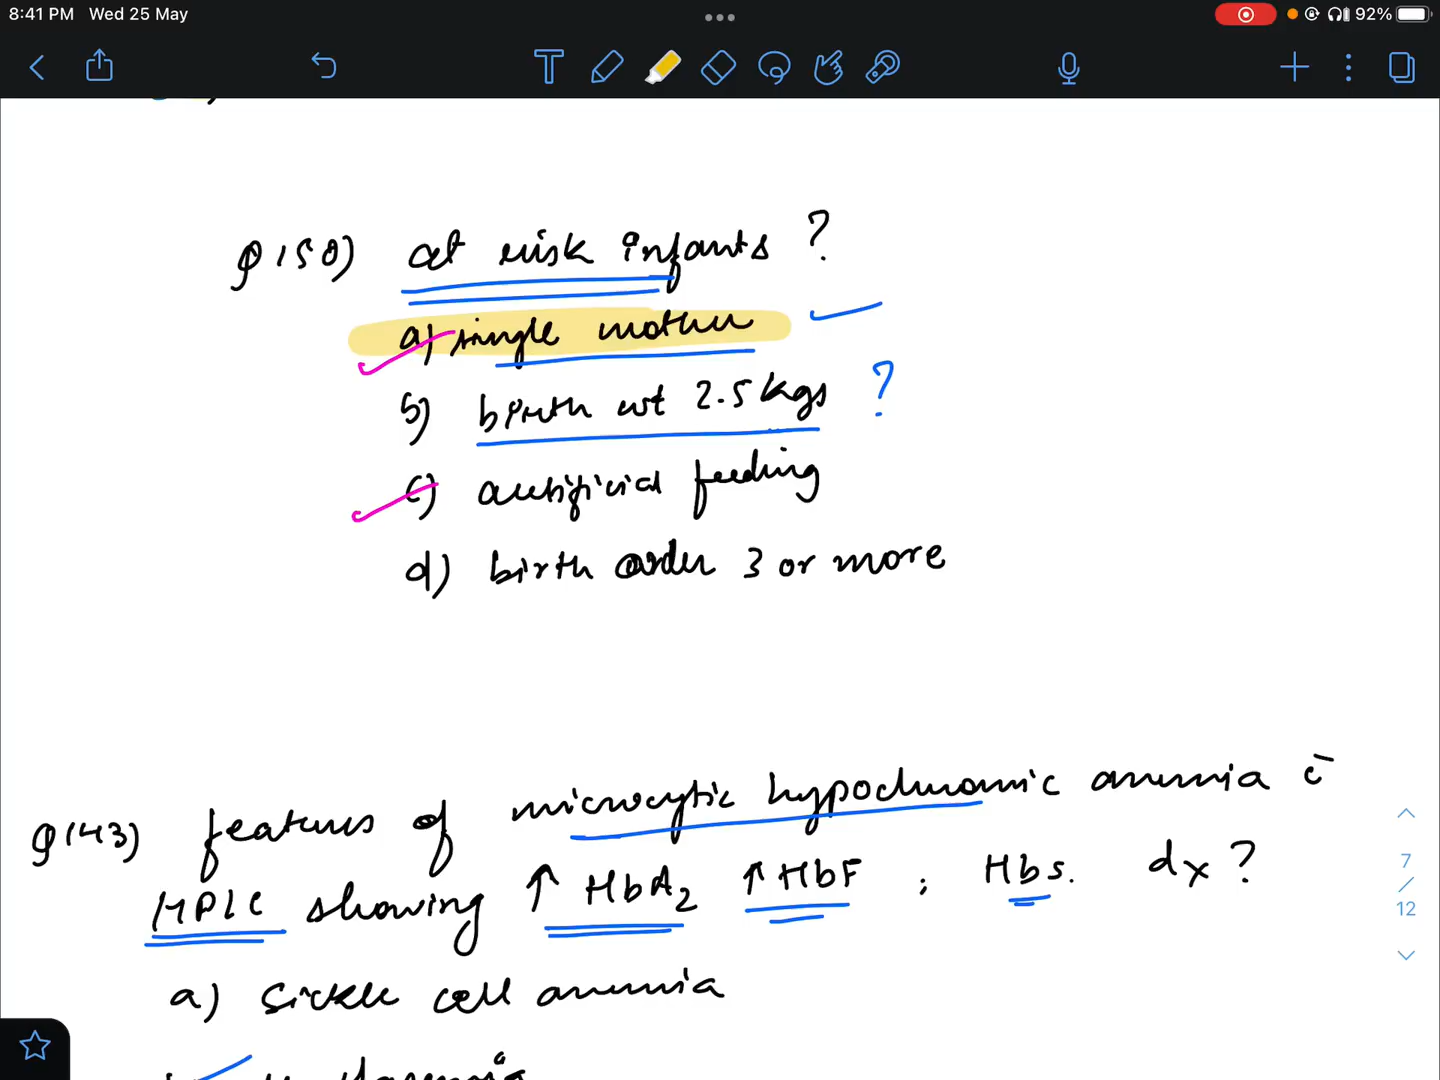 8:41 PM Wed 25 May
92%
Q150) at risk infants ?
a) single mother
b) birth wt 2.5 kgs ?
c) artificial feeding
d) birth order 3 or more
Q143) features of microcytic hypochromic anemia c̄
HPLC showing ↑ HbA2 ↑ HbF ; Hbs. dx ?
a) sickle cell anemia
7
/
12